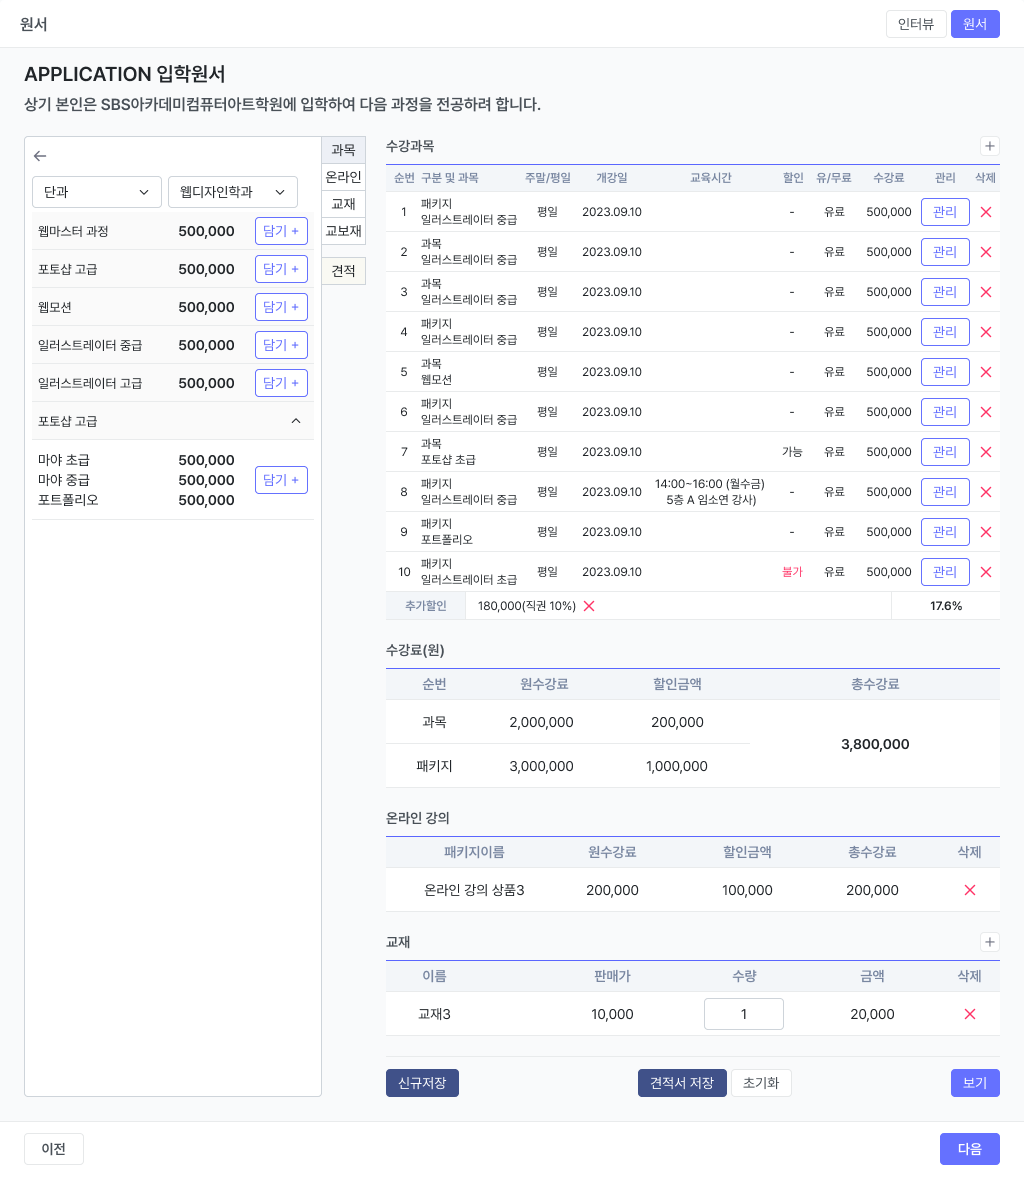 원서
인터뷰 원서
APPLICATION 입학원서
상기 본인은 SBS아카데미컴퓨터아트학원에 입학하여 다음 과정을 전공하려 합니다.
단과 웹디자인학과
웹마스터 과정 500,000 담기 +
포토샵 고급 500,000 담기 +
웹모션 500,000 담기 +
일러스트레이터 중급 500,000 담기 +
일러스트레이터 고급 500,000 담기 +
포토샵 고급
마야 초급 500,000
마야 중급 500,000 담기 +
포트폴리오 500,000
과목
온라인
교재
교보재
견적
수강과목
순번 구분 및 과목 주말/평일 개강일 교육시간 할인 유/무료 수강료 관리 삭제
1 패키지 일러스트레이터 중급 평일 2023.09.10 - 유료 500,000 관리
2 과목 일러스트레이터 중급 평일 2023.09.10 - 유료 500,000 관리
3 과목 일러스트레이터 중급 평일 2023.09.10 - 유료 500,000 관리
4 패키지 일러스트레이터 중급 평일 2023.09.10 - 유료 500,000 관리
5 과목 웹모션 평일 2023.09.10 - 유료 500,000 관리
6 패키지 일러스트레이터 중급 평일 2023.09.10 - 유료 500,000 관리
7 과목 포토샵 초급 평일 2023.09.10 가능 유료 500,000 관리
8 패키지 일러스트레이터 중급 평일 2023.09.10 14:00~16:00 (월수금) 5층 A 임소연 강사) - 유료 500,000 관리
9 패키지 포트폴리오 평일 2023.09.10 - 유료 500,000 관리
10 패키지 일러스트레이터 초급 평일 2023.09.10 불가 유료 500,000 관리
추가할인 180,000(직권 10%) 17.6%
수강료(원)
순번 원수강료 할인금액 총수강료
과목 2,000,000 200,000
3,800,000
패키지 3,000,000 1,000,000
온라인 강의
패키지이름 원수강료 할인금액 총수강료 삭제
온라인 강의 상품3 200,000 100,000 200,000
교재
이름 판매가 수량 금액 삭제
교재3 10,000 1 20,000
신규저장 견적서 저장 초기화 보기
이전 다음